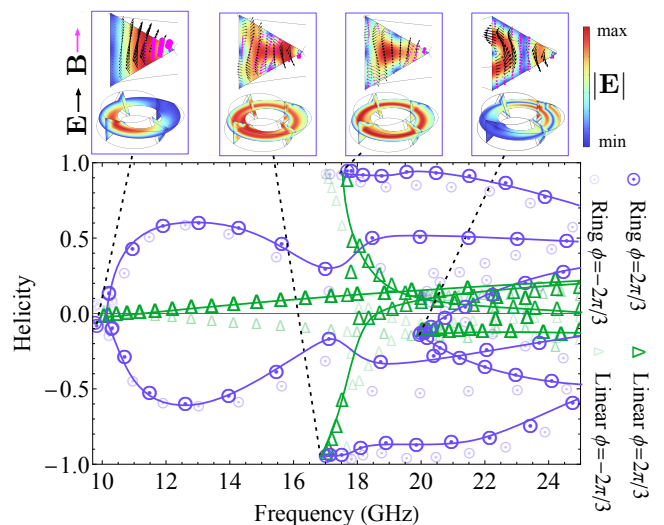 E → B →
max
|E|
min
1.0
0.5
0.0
-0.5
-1.0
Helicity
10 12 14 16 18 20 22 24
Frequency (GHz)
Ring ϕ=-2π/3
Ring ϕ=2π/3
Linear ϕ=-2π/3
Linear ϕ=2π/3